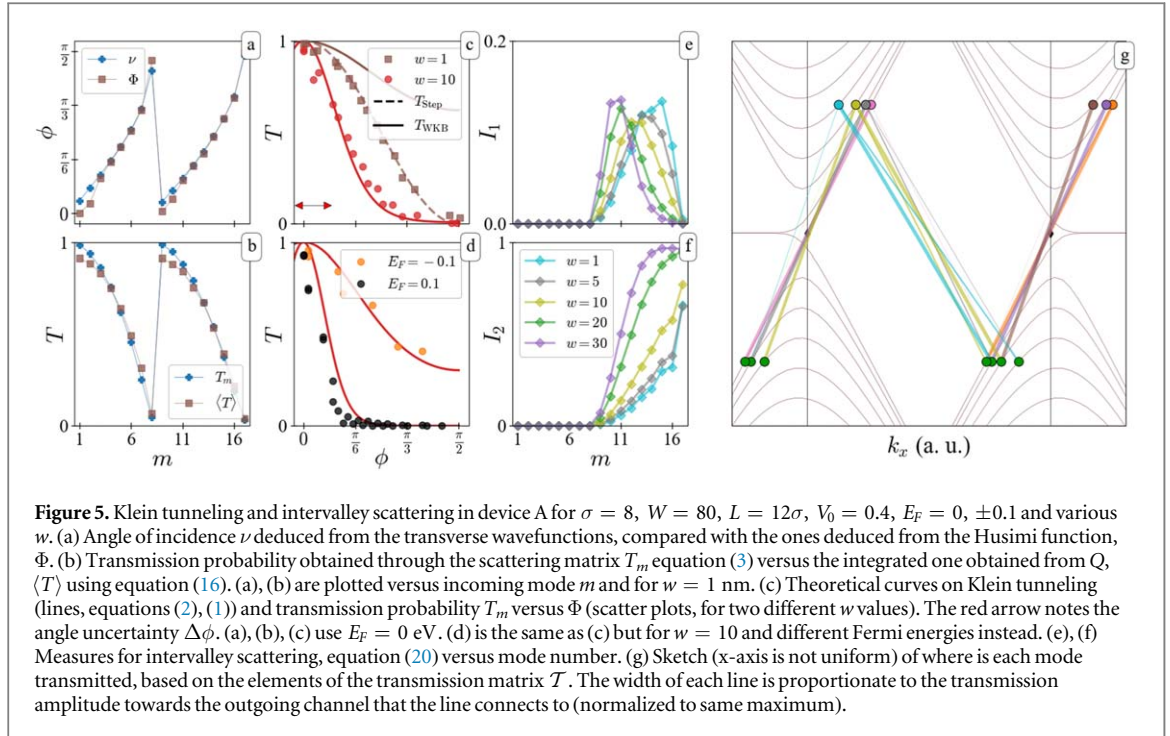 a
ν
Φ
π/2
π/3
π/6
0
ϕ
b
1
T
0
T_m
⟨T⟩
1 6 11 16
m
c
1
T
0
w = 1
w = 10
T_Step
T_WKB
d
1
T
0
E_F = −0.1
E_F = 0.1
0 π/6 π/3 π/2
ϕ
e
0.2
I_1
0.0
f
1
I_2
0
w = 1
w = 5
w = 10
w = 20
w = 30
1 6 11 16
m
g
k_x (a. u.)
Figure 5. Klein tunneling and intervalley scattering in device A for σ = 8, W = 80, L = 12σ, V_0 = 0.4, E_F = 0, ±0.1 and various
w. (a) Angle of incidence ν deduced from the transverse wavefunctions, compared with the ones deduced from the Husimi function,
Φ. (b) Transmission probability obtained through the scattering matrix T_m equation (3) versus the integrated one obtained from Q,
⟨T⟩ using equation (16). (a), (b) are plotted versus incoming mode m and for w = 1 nm. (c) Theoretical curves on Klein tunneling
(lines, equations (2), (1)) and transmission probability T_m versus Φ (scatter plots, for two different w values). The red arrow notes the
angle uncertainty Δϕ. (a), (b), (c) use E_F = 0 eV. (d) is the same as (c) but for w = 10 and different Fermi energies instead. (e), (f)
Measures for intervalley scattering, equation (20) versus mode number. (g) Sketch (x-axis is not uniform) of where is each mode
transmitted, based on the elements of the transmission matrix 𝒯. The width of each line is proportionate to the transmission
amplitude towards the outgoing channel that the line connects to (normalized to same maximum).